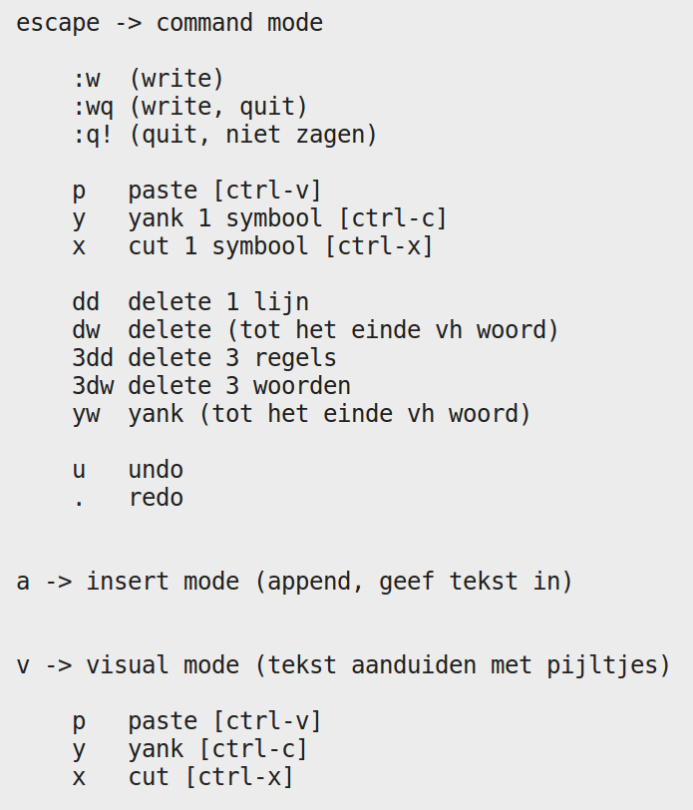 escape -> command mode
:w (write)
:wq (write, quit)
:q! (quit, niet zagen)
p paste [ctrl-v]
y yank 1 symbool [ctrl-c]
x cut 1 symbool [ctrl-x]
dd delete 1 lijn
dw delete (tot het einde vh woord)
3dd delete 3 regels
3dw delete 3 woorden
yw yank (tot het einde vh woord)
u undo
. redo
a -> insert mode (append, geef tekst in)
v -> visual mode (tekst aanduiden met pijltjes)
p paste [ctrl-v]
y yank [ctrl-c]
x cut [ctrl-x]